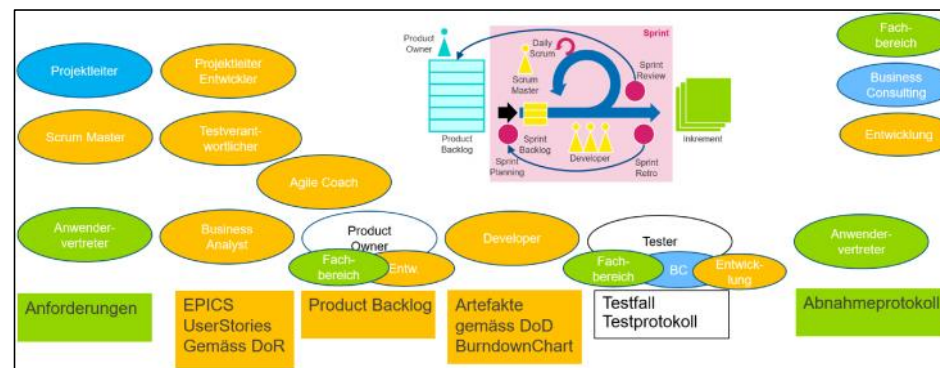 Projektleiter
Projektleiter
Entwickler
Scrum Master
Testverant-
wortlicher
Agile Coach
Product
Owner
Product
Backlog
Sprint
Daily
Scrum
Scrum
Master
Sprint
Review
Sprint
Planning
Sprint
Backlog
Developer
Sprint
Retro
Inkrement
Fach-
bereich
Business
Consulting
Entwicklung
Anwender-
vertreter
Business
Analyst
Product
Owner
Fach-
bereich
Entw.
Developer
Tester
Fach-
bereich
BC
Entwick-
lung
Anwender-
vertreter
Anforderungen
EPICS
UserStories
Gemäss DoR
Product Backlog
Artefakte
gemäss DoD
BurndownChart
Testfall
Testprotokoll
Abnahmeprotokoll